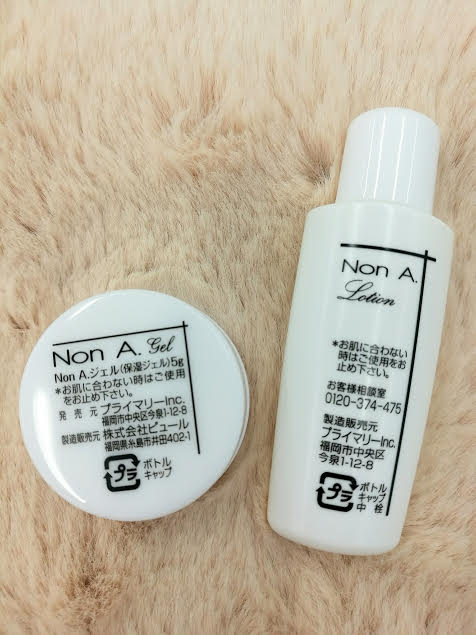 Non A. Gel
Non A.ジェル(保湿ジェル)5g
*お肌に合わない時はご使用
をお止め下さい。
発売元 プライマリーInc.
福岡市中央区今泉1-12-8
製造販売元 株式会社ピュール
福岡県糸島市井田402-1
プラ
ボトル
キャップ
Non A.
Lotion
*お肌に合わない
時はご使用をお
止め下さい。
お客様相談室
0120-374-475
製造販売元
プライマリーInc.
福岡市中央区
今泉1-12-8
プラ
ボトル
キャップ
中栓